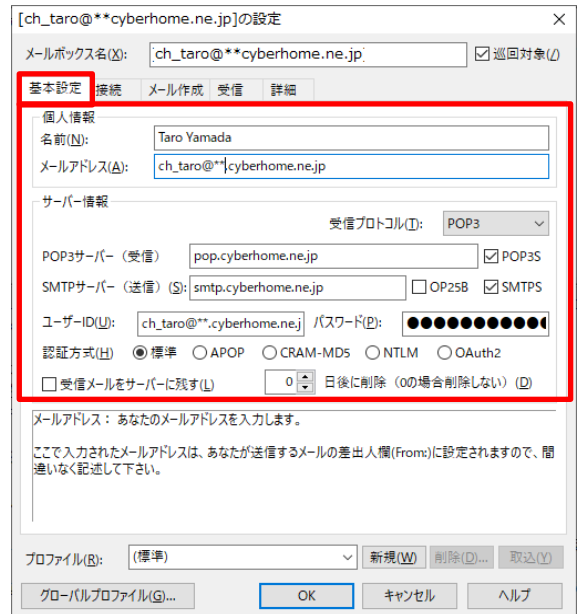 [ch_taro@**cyberhome.ne.jp]の設定
メールボックス名(X): ch_taro@**cyberhome.ne.jp 巡回対象(/)
基本設定 接続 メール作成 受信 詳細
個人情報
名前(N): Taro Yamada
メールアドレス(A): ch_taro@**.cyberhome.ne.jp
サーバー情報
受信プロトコル(T): POP3
POP3サーバー（受信） pop.cyberhome.ne.jp POP3S
SMTPサーバー（送信）(S): smtp.cyberhome.ne.jp OP25B SMTPS
ユーザーID(U): ch_taro@**.cyberhome.ne.j パスワード(P): ●●●●●●●●●●●
認証方式(H) 標準 APOP CRAM-MD5 NTLM OAuth2
受信メールをサーバーに残す(L) 0 日後に削除（0の場合削除しない）(D)
メールアドレス： あなたのメールアドレスを入力します。
ここで入力されたメールアドレスは、あなたが送信するメールの差出人欄(From:)に設定されますので、間
違いなく記述して下さい。
プロファイル(R): (標準) 新規(W) 削除(D)... 取込(Y)
グローバルプロファイル(G)... OK キャンセル ヘルプ